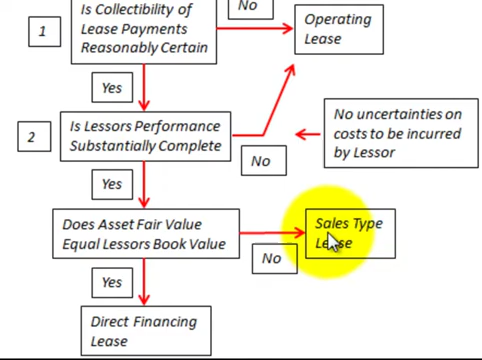 Is Collectibility of
Lease Payments
Reasonably Certain
1
No
Operating
Lease
Yes
2
Is Lessors Performance
Substantially Complete
No
No uncertainties on
costs to be incurred
by Lessor
Yes
Does Asset Fair Value
Equal Lessors Book Value
No
Sales Type
Lease
Yes
Direct Financing
Lease